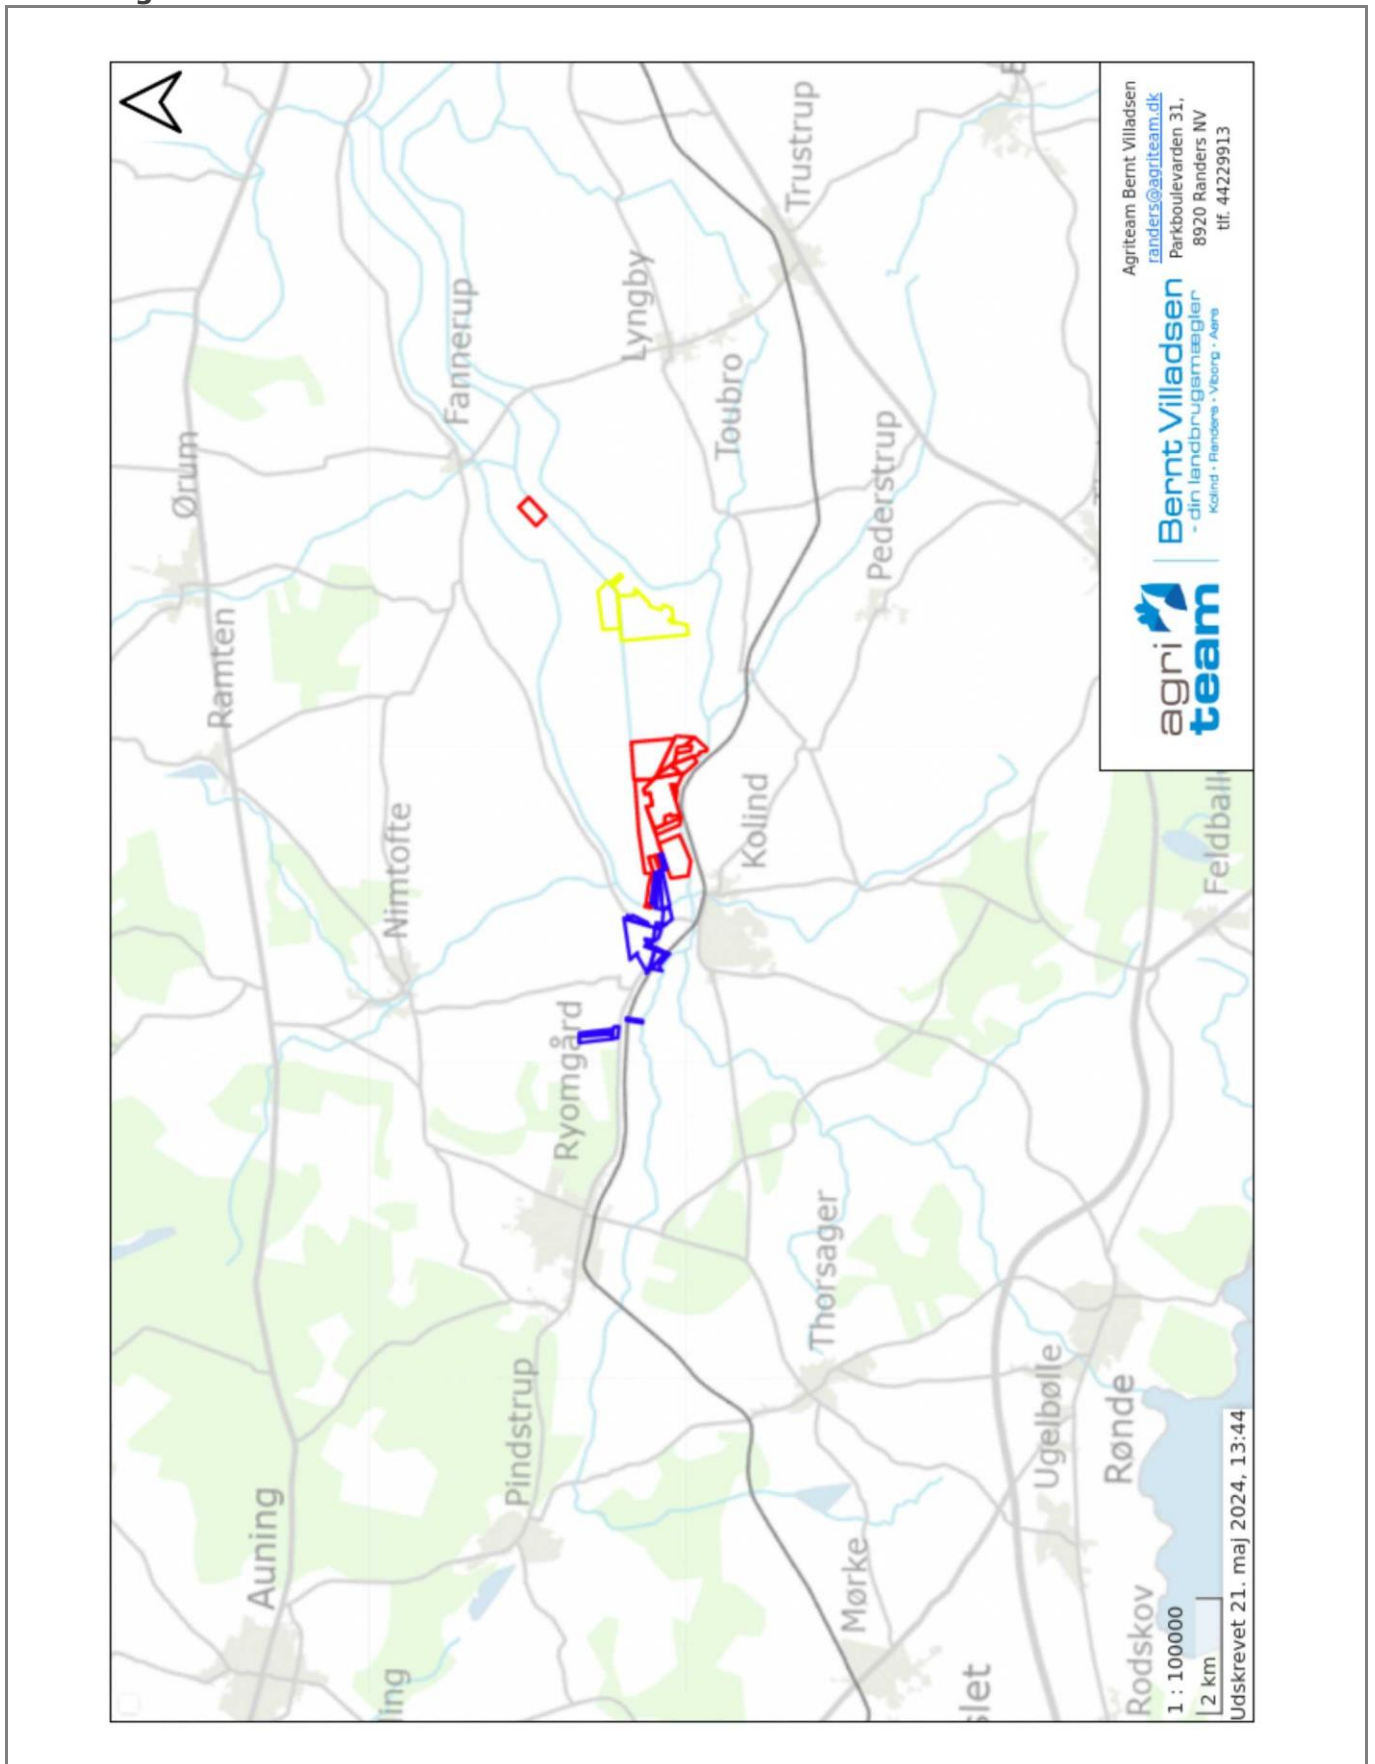 Ørum
Ramten
Nimtofte
Auning
ling
Fannerup
Lyngby
Trustrup
Toubro
Pederstrup
Kolind
Ryomgård
Pindstrup
Thorsager
Mørke
Ugelbølle
Rønde
Rodskov
slet
Feldball
1 : 100000
2 km
Udskrevet 21. maj 2024, 13:44
agri
team
Bernt Villadsen
- din landbrugsmægler
Kolind • Randers • Viborg • Aars
Agriteam Bernt Villadsen
randers@agriteam.dk
Parkboulevarden 31,
8920 Randers NV
tlf. 44229913